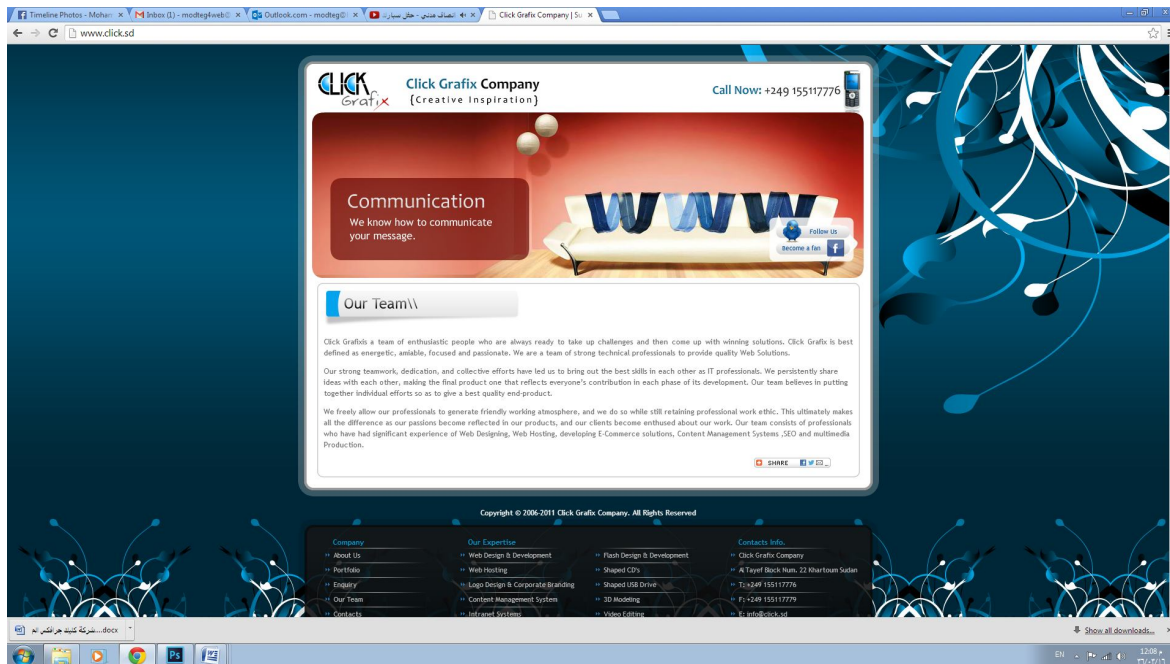 Timeline Photos - Moham
Inbox (1) - modteg4web@
Outlook.com - modteg@
Click Grafix Company | Su
www.click.sd
CLICK
Grafix
Click Grafix Company
{Creative Inspiration}
Call Now: +249 155117776
Communication
We know how to communicate
your message.
WWW
Follow Us
Become a fan
Our Team\\
Click Grafixis a team of enthusiastic people who are always ready to take up challenges and then come up with winning solutions. Click Grafix is best
defined as energetic, amiable, focused and passionate. We are a team of strong technical professionals to provide quality Web Solutions.
Our strong teamwork, dedication, and collective efforts have led us to bring out the best skills in each other as IT professionals. We persistently share
ideas with each other, making the final product one that reflects everyone's contribution in each phase of its development. Our team believes in putting
together individual efforts so as to give a best quality end-product.
We freely allow our professionals to generate friendly working atmosphere, and we do so while still retaining professional work ethic. This ultimately makes
all the difference as our passions become reflected in our products, and our clients become enthused about our work. Our team consists of professionals
who have had significant experience of Web Designing, Web Hosting, developing E-Commerce solutions, Content Management Systems ,SEO and multimedia
Production.
SHARE
Copyright © 2006-2011 Click Grafix Company. All Rights Reserved
Company
About Us
Portfolio
Enquiry
Our Team
Contacts
Our Expertise
Web Design & Development
Web Hosting
Logo Design & Corporate Branding
Content Management System
Intranet Systems
Flash Design & Development
Shaped CD's
Shaped USB Drive
3D Modeling
Video Editing
Contacts Info.
Click Grafix Company
Al Tayef Block Num. 22 Khartoum Sudan
T: +249 155117776
F: +249 155117779
E: info@click.sd
شركة كليك جرافكس الم....docx
Show all downloads...
Ps
EN
12:08 م